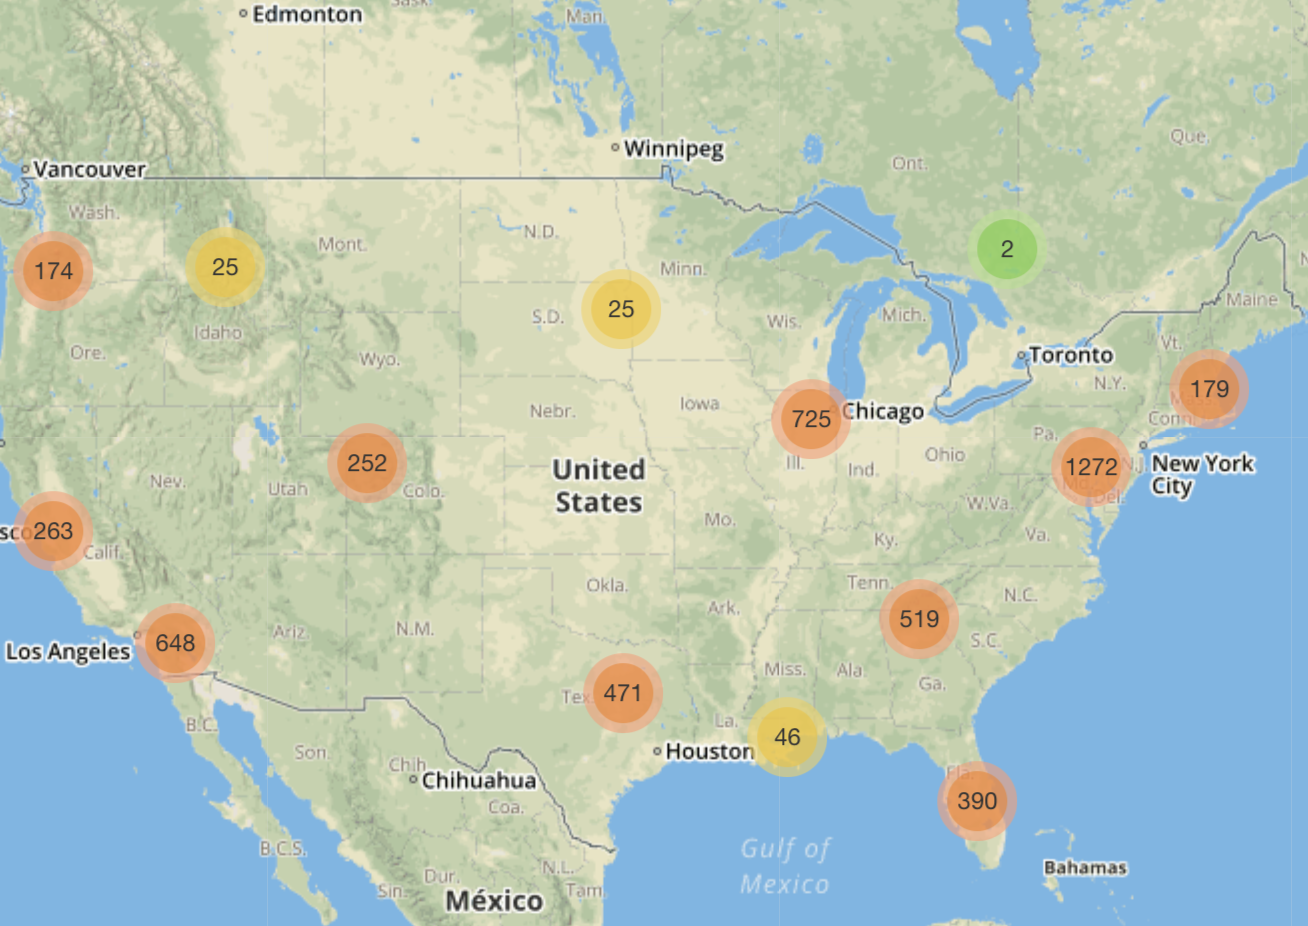 Sask.
Man
Edmonton
Que.
Winnipeg
Ont.
Vancouver
Wash.
N.D.
Mont.
2
174
25
Minn.
Maine
25
S.D.
Wis.
Mich.
Idaho
Vt.
Ore.
Wyo.
Toronto
N.Y.
179
Iowa
Nebr.
725
Chicago
Conn
Pa.
Ohio
252
United
States
Ill.
Ind.
1272
N.J.
New York
City
Del.
Nev.
Utah
Colo.
W.Va.
Mo.
Va.
sco
263
Calif.
Ky.
Okla.
Tenn.
N.C.
Ark.
519
Ariz.
N.M.
648
Los Angeles
S.C.
Miss.
Ala.
Ga.
Tex.
471
B.C.
La.
46
Son.
Houston
Chih.
Chihuahua
Fla.
390
Coa.
Gulf of
Mexico
B.C.S.
N.L.
Bahamas
Dur.
Sin.
Tam.
México